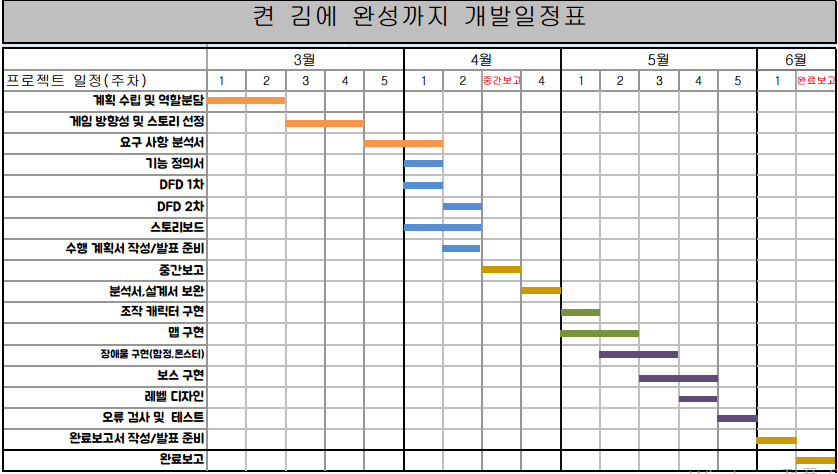 켠 김에 완성까지 개발일정표
3월 4월 5월 6월
프로젝트 일정(주차) 1 2 3 4 5 1 2 중간보고 4 1 2 3 4 5 1 완료보고
계획 수립 및 역할분담
게임 방향성 및 스토리 선정
요구 사항 분석서
기능 정의서
DFD 1차
DFD 2차
스토리보드
수행 계획서 작성/발표 준비
중간보고
분석서,설계서 보완
조작 캐릭터 구현
맵 구현
장애물 구현(함정,몬스터)
보스 구현
레벨 디자인
오류 검사 및 테스트
완료보고서 작성/발표 준비
완료보고